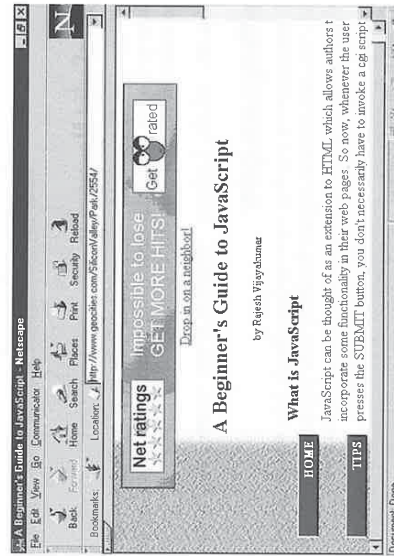 A Beginner's Guide to JavaScript - Netscape
File Edit View Go Communicator Help
Back Forward Home Search Places Print Security Reload
Bookmarks: Location: http://www.geocities.com/SiliconValley/Park/2554/
Net ratings
Impossible to lose
GET MORE HITS!
Get rated
Drop in on a neighbor!
A Beginner's Guide to JavaScript
by Rajesh Vijayakumar
HOME
TIPS
What is JavaScript
JavaScript can be thought of as an extension to HTML which allows authors t
incorporate some functionality in their web pages. So now, whenever the user
presses the SUBMIT button, you don't necessarily have to invoke a cgi script
Document: Done